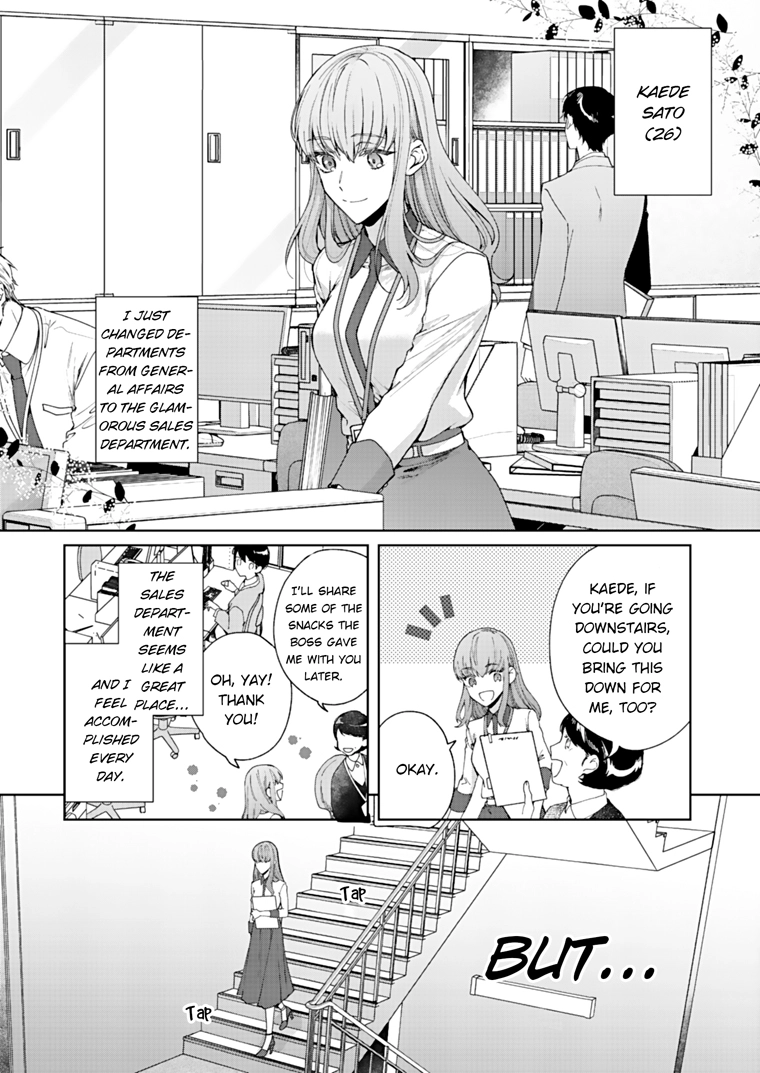 KAEDE
SATO
(26)
I JUST
CHANGED DE-
PARTMENTS
FROM GENER-
AL AFFAIRS
TO THE GLAM-
OROUS SALES
DEPARTMENT.
KAEDE, IF
YOU'RE GOING
DOWNSTAIRS,
COULD YOU
BRING THIS
DOWN FOR
ME, TOO?
OKAY.
I'LL SHARE
SOME OF THE
SNACKS THE
BOSS GAVE
ME WITH YOU
LATER.
OH, YAY!
THANK
YOU!
THE
SALES
DEPART-
MENT
SEEMS
LIKE A
GREAT
PLACE...
AND I
FEEL
ACCOM-
PLISHED
EVERY
DAY.
TAP
TAP
BUT...